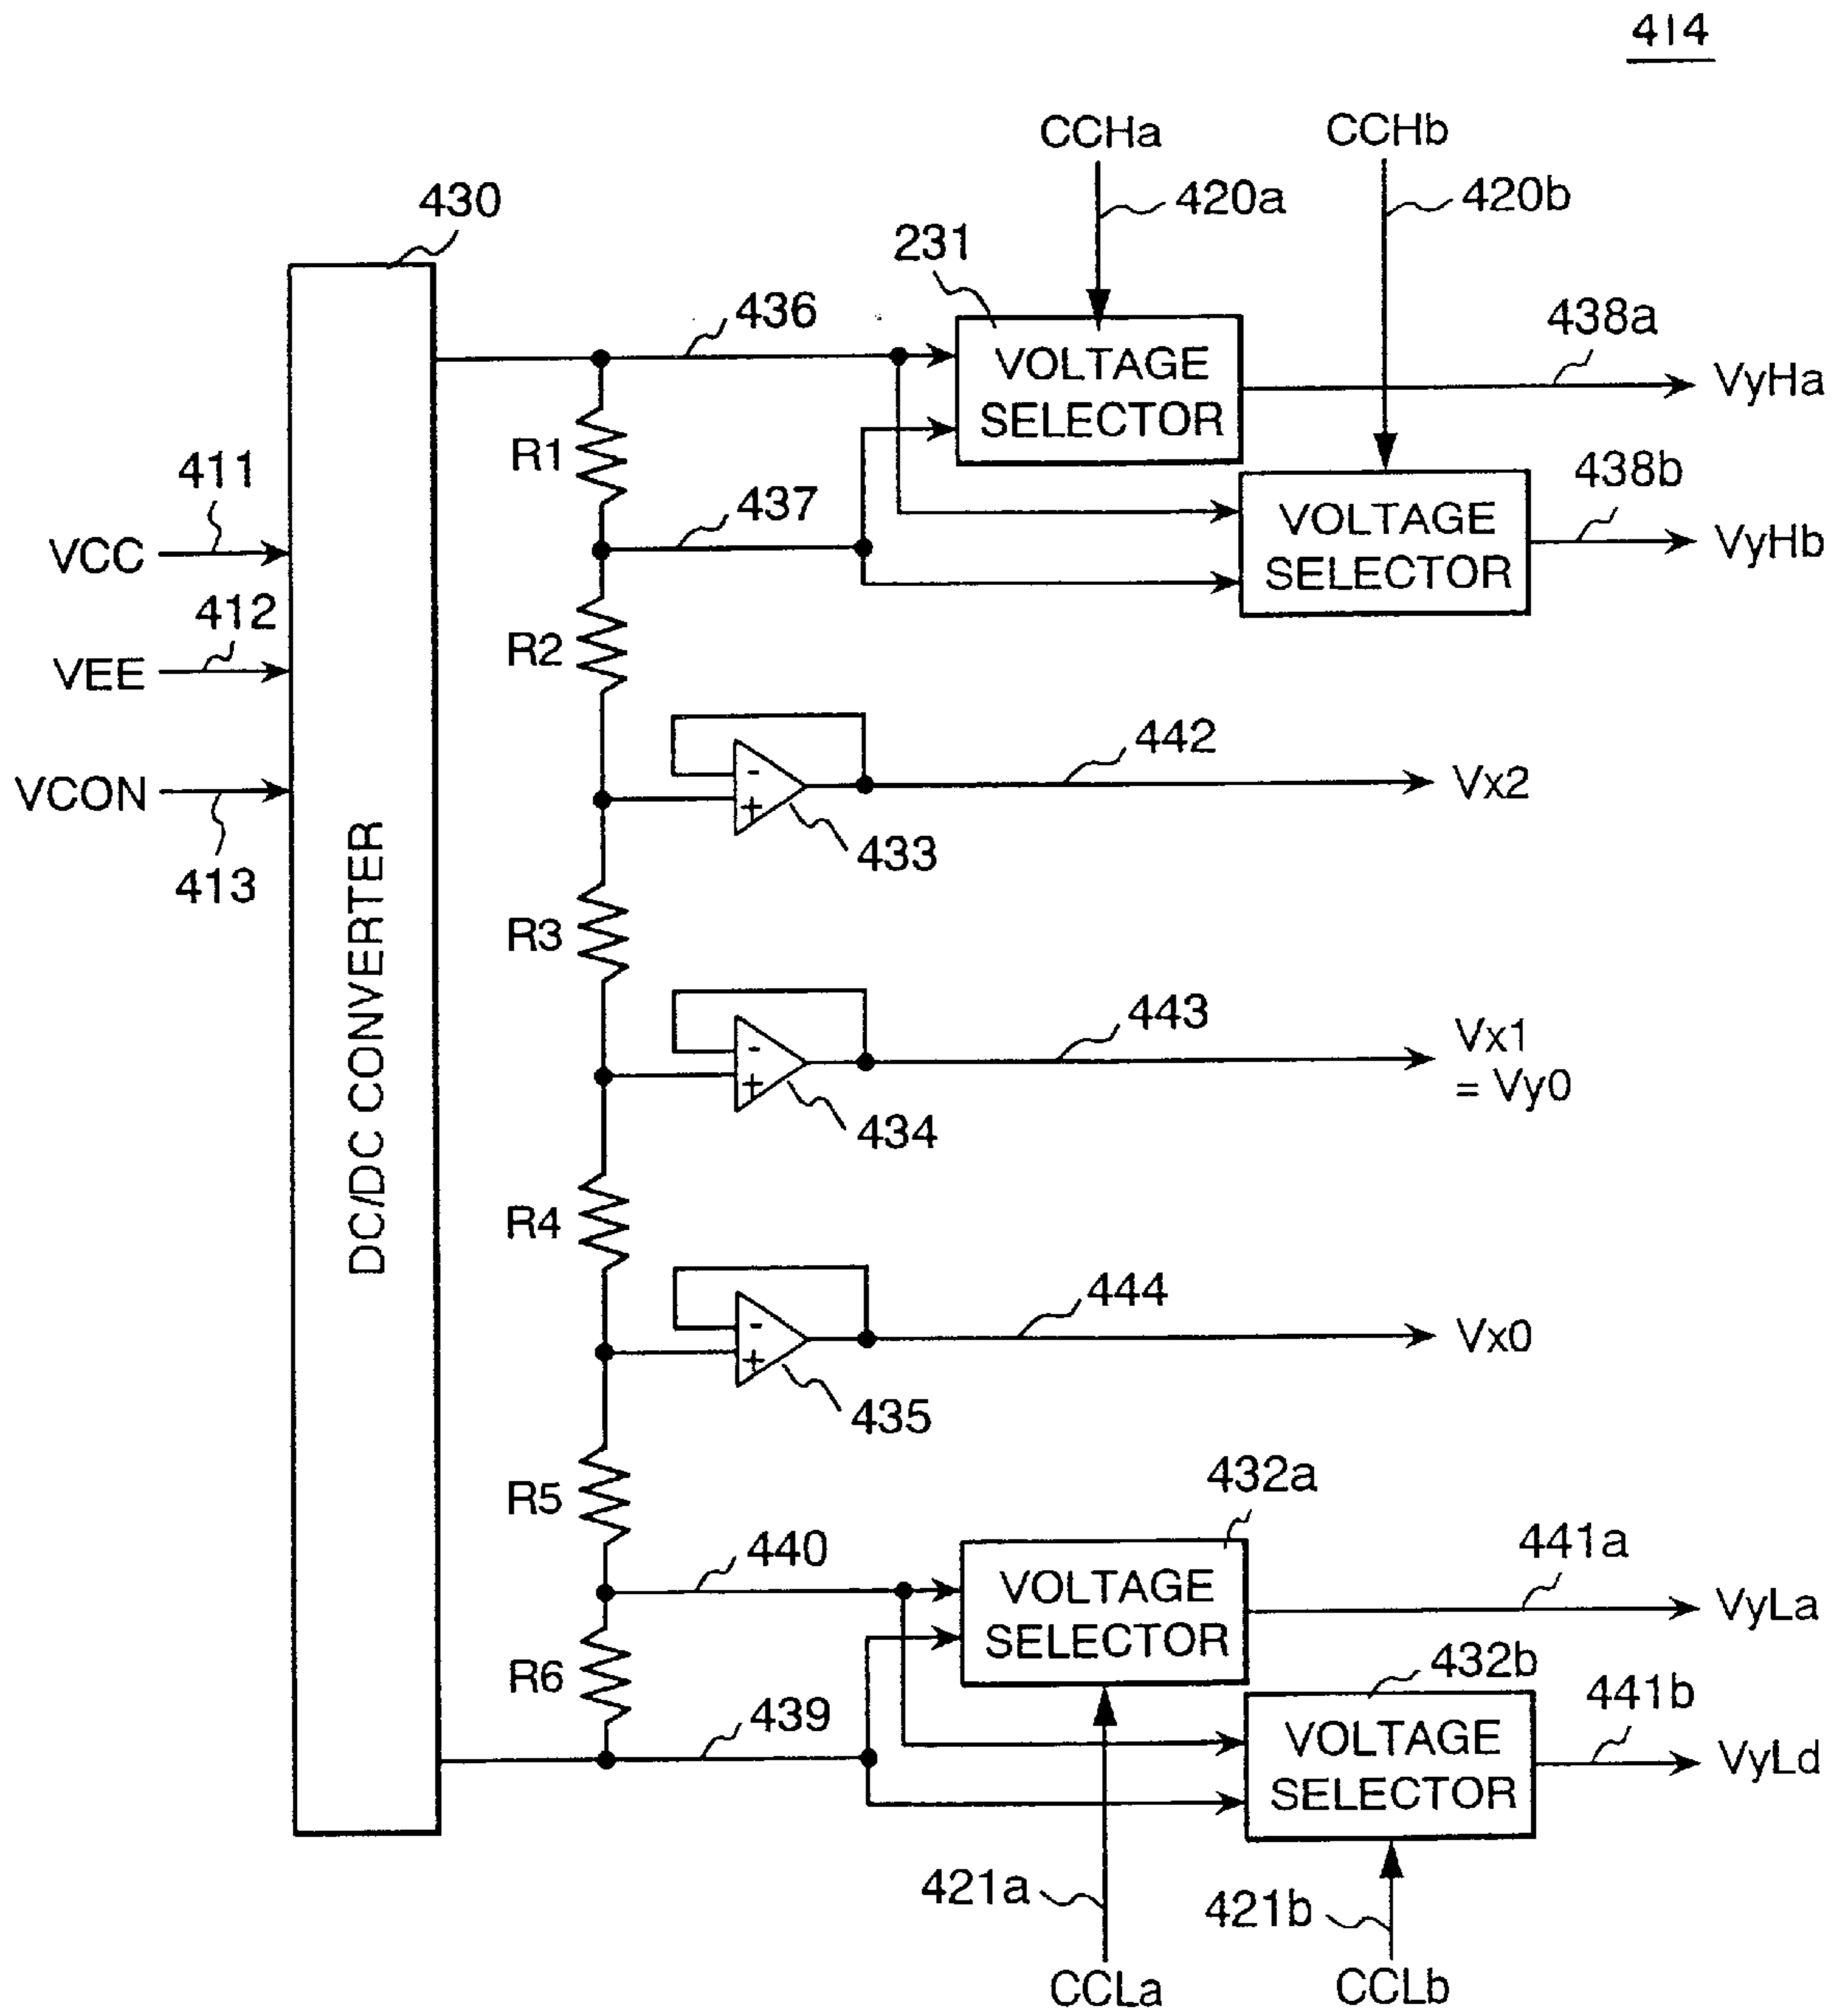 414
CCHa
CCHb
420a
420b
430
231
436
438a
VOLTAGE
SELECTOR
VyHa
R1
411
437
438b
VOLTAGE
SELECTOR
VyHb
VCC
412
R2
VEE
442
VCON
-
+
Vx2
433
413
DC/DC CONVERTER
R3
443
-
+
Vx1
= Vy0
434
R4
444
-
+
Vx0
435
432a
R5
440
441a
VOLTAGE
SELECTOR
VyLa
R6
432b
441b
439
VOLTAGE
SELECTOR
VyLd
421a
421b
CCLa
CCLb